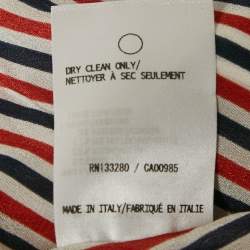 DRY CLEAN ONLY/
NETTOYER À SEC SEULEMENT
RN133280 / CA00985
MADE IN ITALY/FABRIQUÉ EN ITALIE